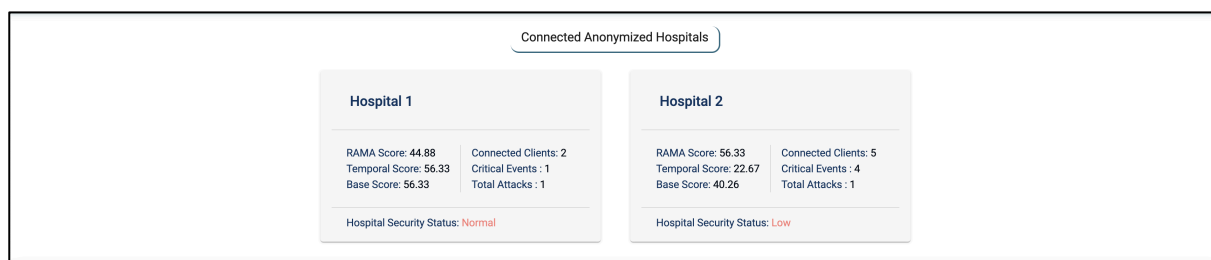 Connected Anonymized Hospitals
Hospital 1
RAMA Score: 44.88
Temporal Score: 56.33
Base Score: 56.33
Connected Clients: 2
Critical Events : 1
Total Attacks : 1
Hospital Security Status: Normal
Hospital 2
RAMA Score: 56.33
Temporal Score: 22.67
Base Score: 40.26
Connected Clients: 5
Critical Events : 4
Total Attacks : 1
Hospital Security Status: Low